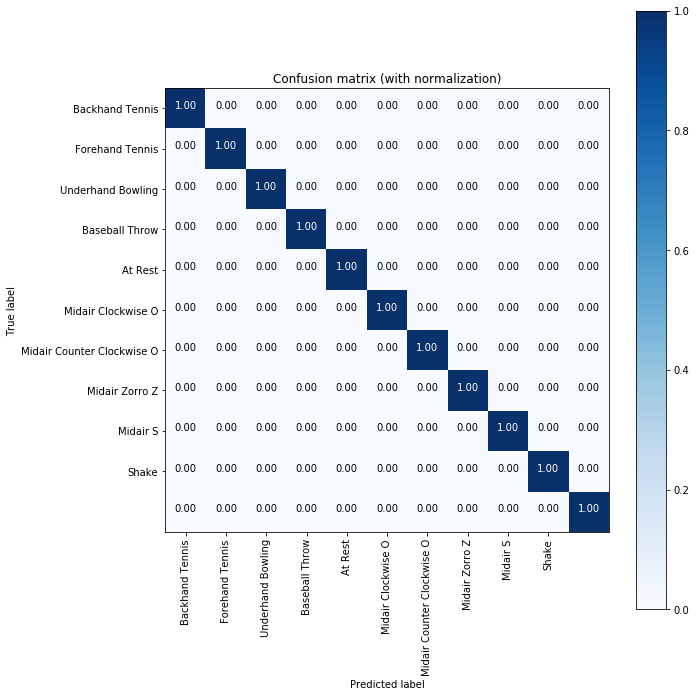 Confusion matrix (with normalization)
1.0
Backhand Tennis 1.00 0.00 0.00 0.00 0.00 0.00 0.00 0.00 0.00 0.00 0.00
Forehand Tennis 0.00 1.00 0.00 0.00 0.00 0.00 0.00 0.00 0.00 0.00 0.00
0.8
Underhand Bowling 0.00 0.00 1.00 0.00 0.00 0.00 0.00 0.00 0.00 0.00 0.00
Baseball Throw 0.00 0.00 0.00 1.00 0.00 0.00 0.00 0.00 0.00 0.00 0.00
0.6
At Rest 0.00 0.00 0.00 0.00 1.00 0.00 0.00 0.00 0.00 0.00 0.00
True label
Midair Clockwise O 0.00 0.00 0.00 0.00 0.00 1.00 0.00 0.00 0.00 0.00 0.00
Midair Counter Clockwise O 0.00 0.00 0.00 0.00 0.00 0.00 1.00 0.00 0.00 0.00 0.00
0.4
Midair Zorro Z 0.00 0.00 0.00 0.00 0.00 0.00 0.00 1.00 0.00 0.00 0.00
Midair S 0.00 0.00 0.00 0.00 0.00 0.00 0.00 0.00 1.00 0.00 0.00
Shake 0.00 0.00 0.00 0.00 0.00 0.00 0.00 0.00 0.00 1.00 0.00
0.2
0.00 0.00 0.00 0.00 0.00 0.00 0.00 0.00 0.00 0.00 1.00
0.0
Backhand Tennis
Forehand Tennis
Underhand Bowling
Baseball Throw
At Rest
Midair Clockwise O
Midair Counter Clockwise O
Midair Zorro Z
Midair S
Shake
Predicted label